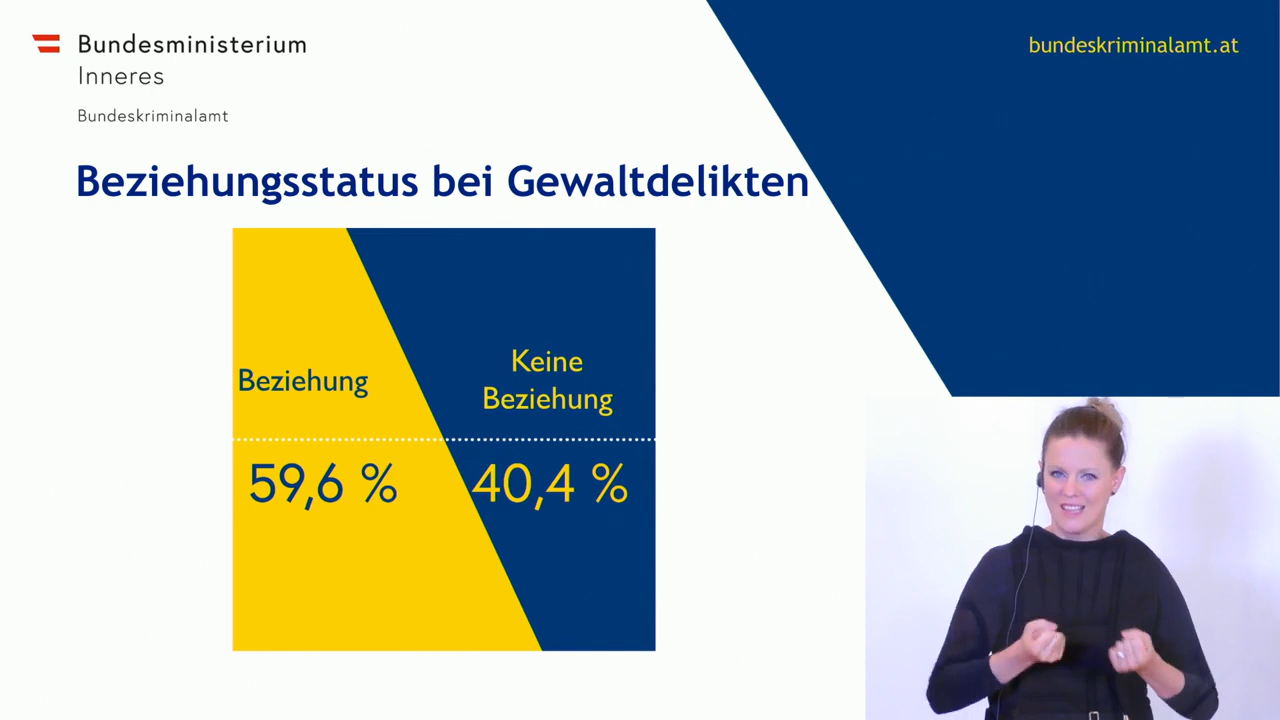 Bundesministerium
Inneres
Bundeskriminalamt
bundeskriminalamt.at
Beziehungsstatus bei Gewaltdelikten
Beziehung
Keine
Beziehung
59,6 %
40,4 %